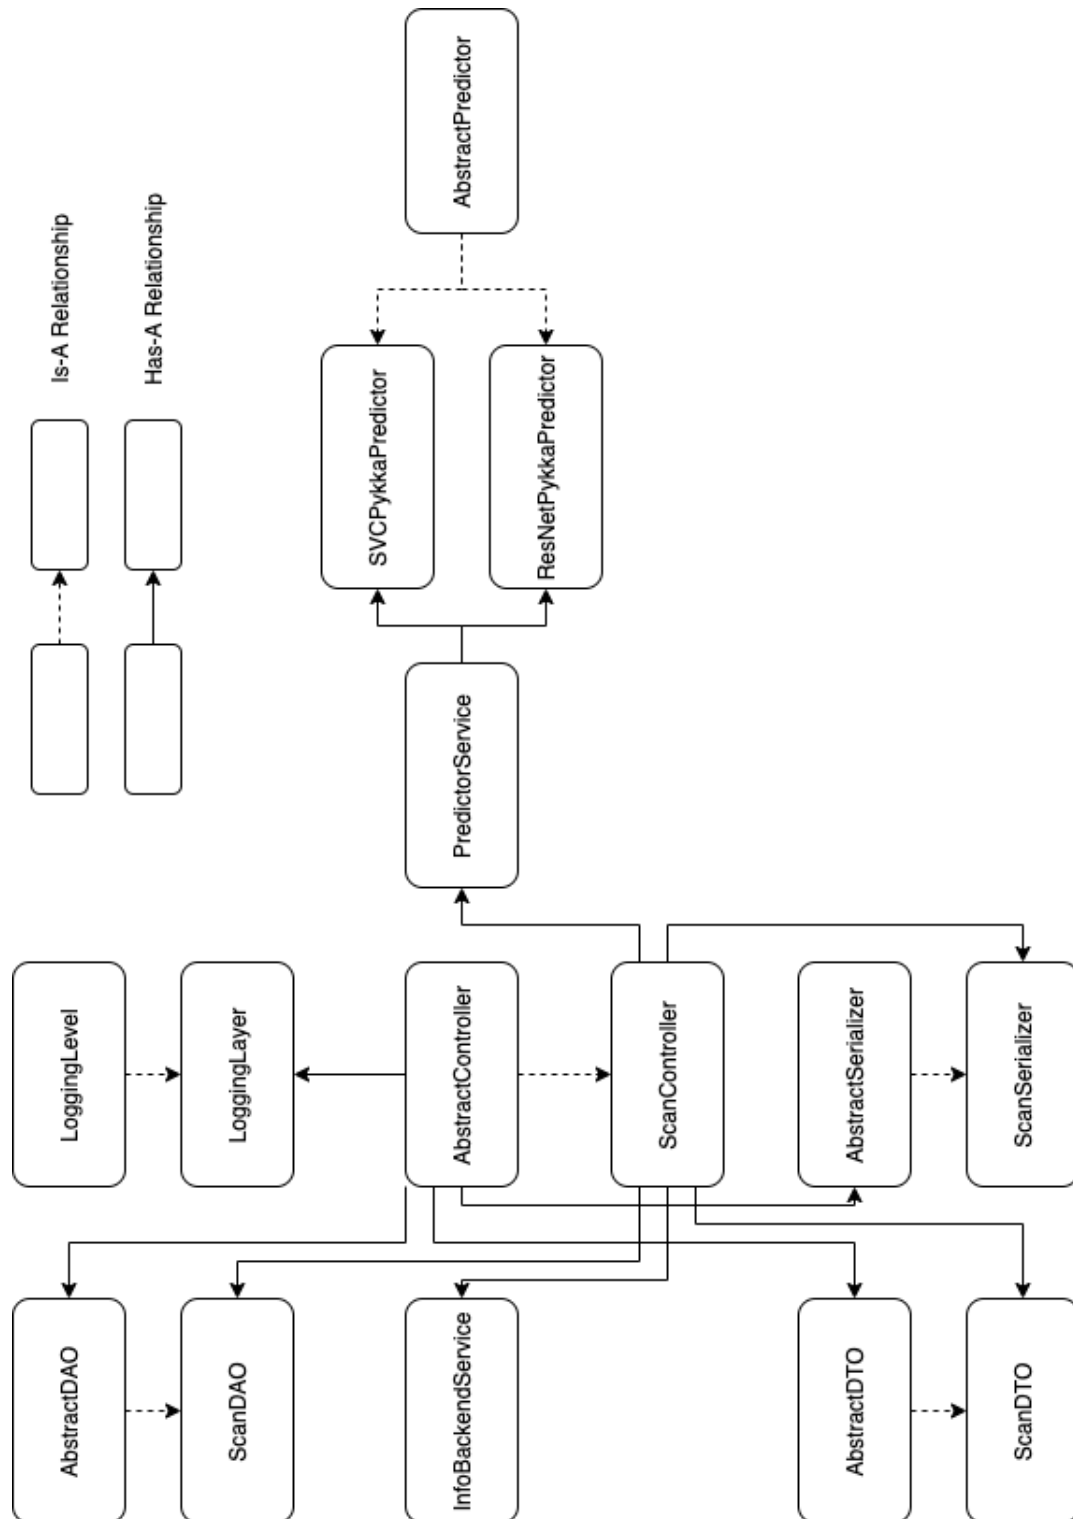 Is-A Relationship
Has-A Relationship
AbstractDAO
LoggingLevel
ScanDAO
LoggingLayer
InfoBackendService
AbstractController
PredictorService
SVCPykkaPredictor
ResNetPykkaPredictor
AbstractPredictor
ScanController
AbstractDTO
AbstractSerializer
ScanDTO
ScanSerializer